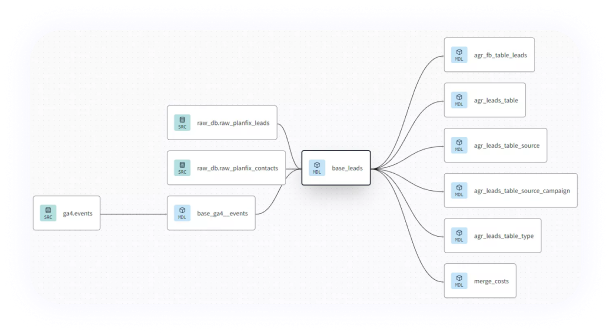 ga4.events
SRC
raw_db.raw_planfix_leads
SRC
raw_db.raw_planfix_contacts
SRC
base_ga4__events
MDL
base_leads
MDL
agr_fb_table_leads
MDL
agr_leads_table
MDL
agr_leads_table_source
MDL
agr_leads_table_source_campaign
MDL
agr_leads_table_type
MDL
merge_costs
MDL